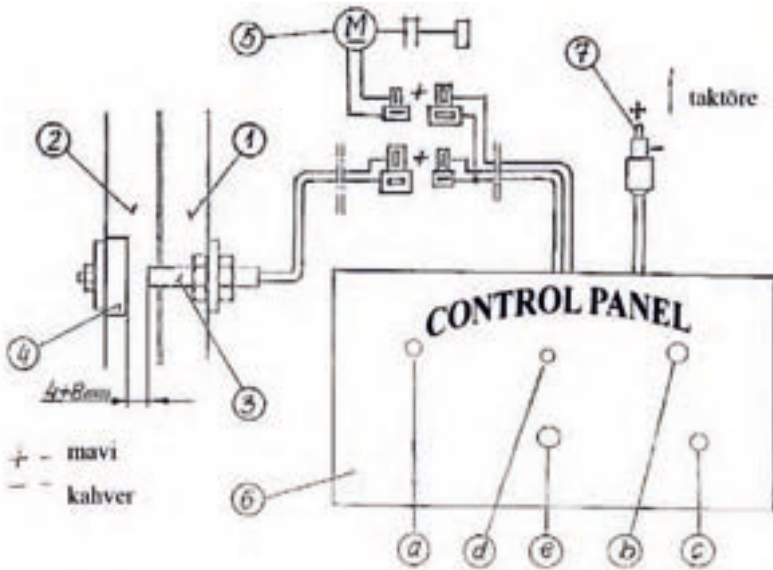 5
M
7
+
+
taktöre
2
1
+
-
CONTROL PANEL
4
4÷8mm
3
+ - mavi
- - kahver
6
a
d
e
b
c